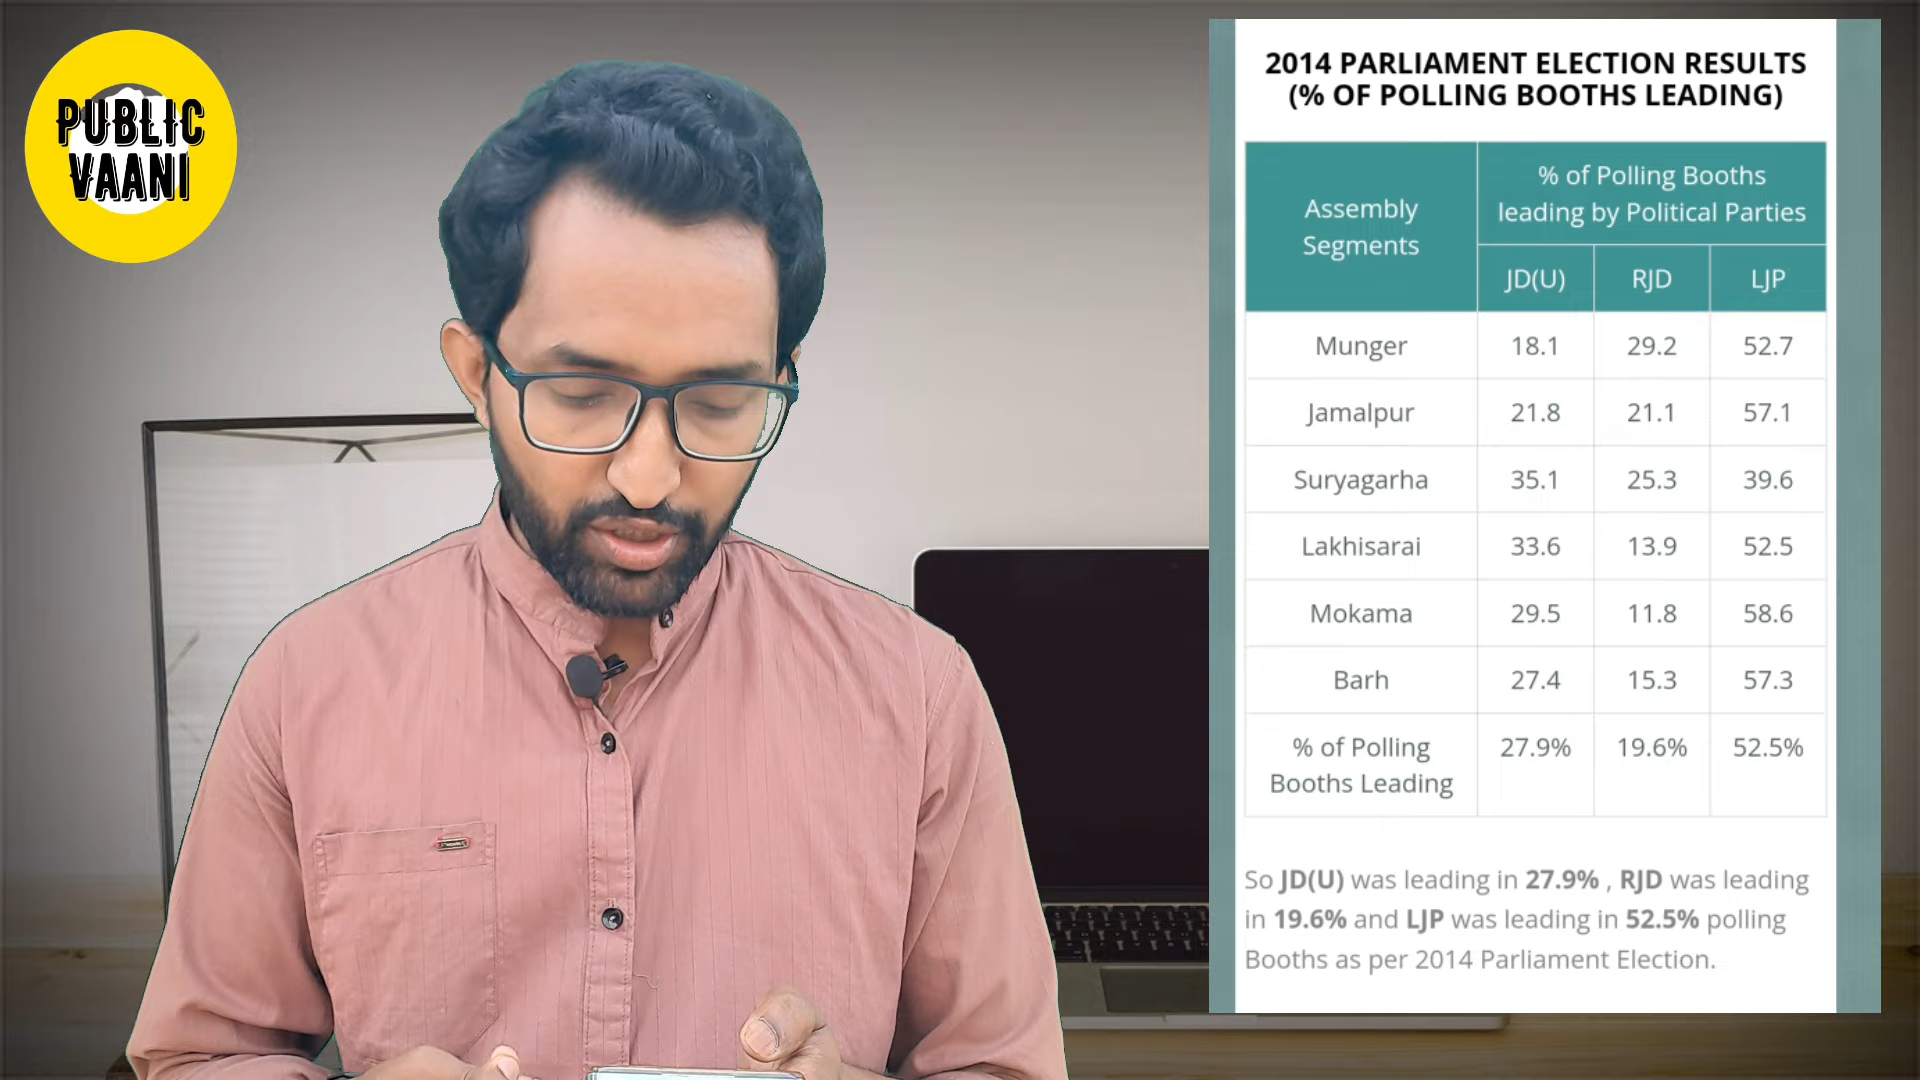 PUBLIC
VAANI
2014 PARLIAMENT ELECTION RESULTS
(% OF POLLING BOOTHS LEADING)
Assembly Segments | % of Polling Booths leading by Political Parties
JD(U) | RJD | LJP
Munger | 18.1 | 29.2 | 52.7
Jamalpur | 21.8 | 21.1 | 57.1
Suryagarha | 35.1 | 25.3 | 39.6
Lakhisarai | 33.6 | 13.9 | 52.5
Mokama | 29.5 | 11.8 | 58.6
Barh | 27.4 | 15.3 | 57.3
% of Polling Booths Leading | 27.9% | 19.6% | 52.5%
So JD(U) was leading in 27.9% , RJD was leading
in 19.6% and LJP was leading in 52.5% polling
Booths as per 2014 Parliament Election.